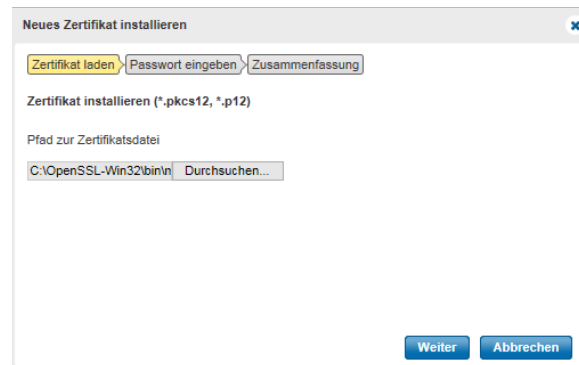 Neues Zertifikat installieren
Zertifikat laden Passwort eingeben Zusammenfassung
Zertifikat installieren (*.pkcs12, *.p12)
Pfad zur Zertifikatsdatei
C:\OpenSSL-Win32\bin\n Durchsuchen...
Weiter Abbrechen